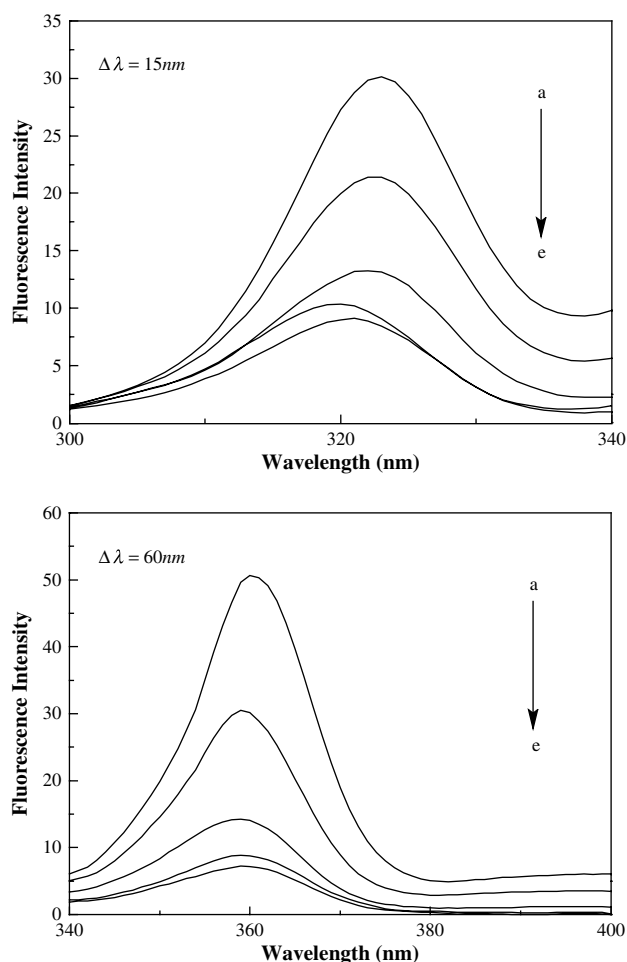 35
30
25
20
15
10
5
0
Fluorescence Intensity
Δλ = 15nm
a
e
300
320
340
Wavelength (nm)
60
50
40
30
20
10
0
Fluorescence Intensity
Δλ = 60nm
a
e
340
360
380
400
Wavelength (nm)